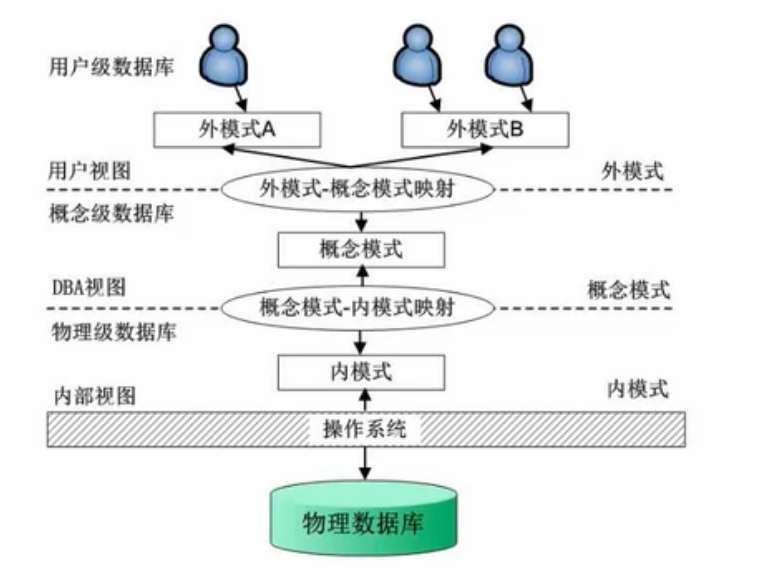 用户级数据库
外模式A
外模式B
用户视图
外模式
外模式-概念模式映射
概念级数据库
概念模式
DBA视图
概念模式
概念模式-内模式映射
物理级数据库
内模式
内部视图
内模式
操作系统
物理数据库